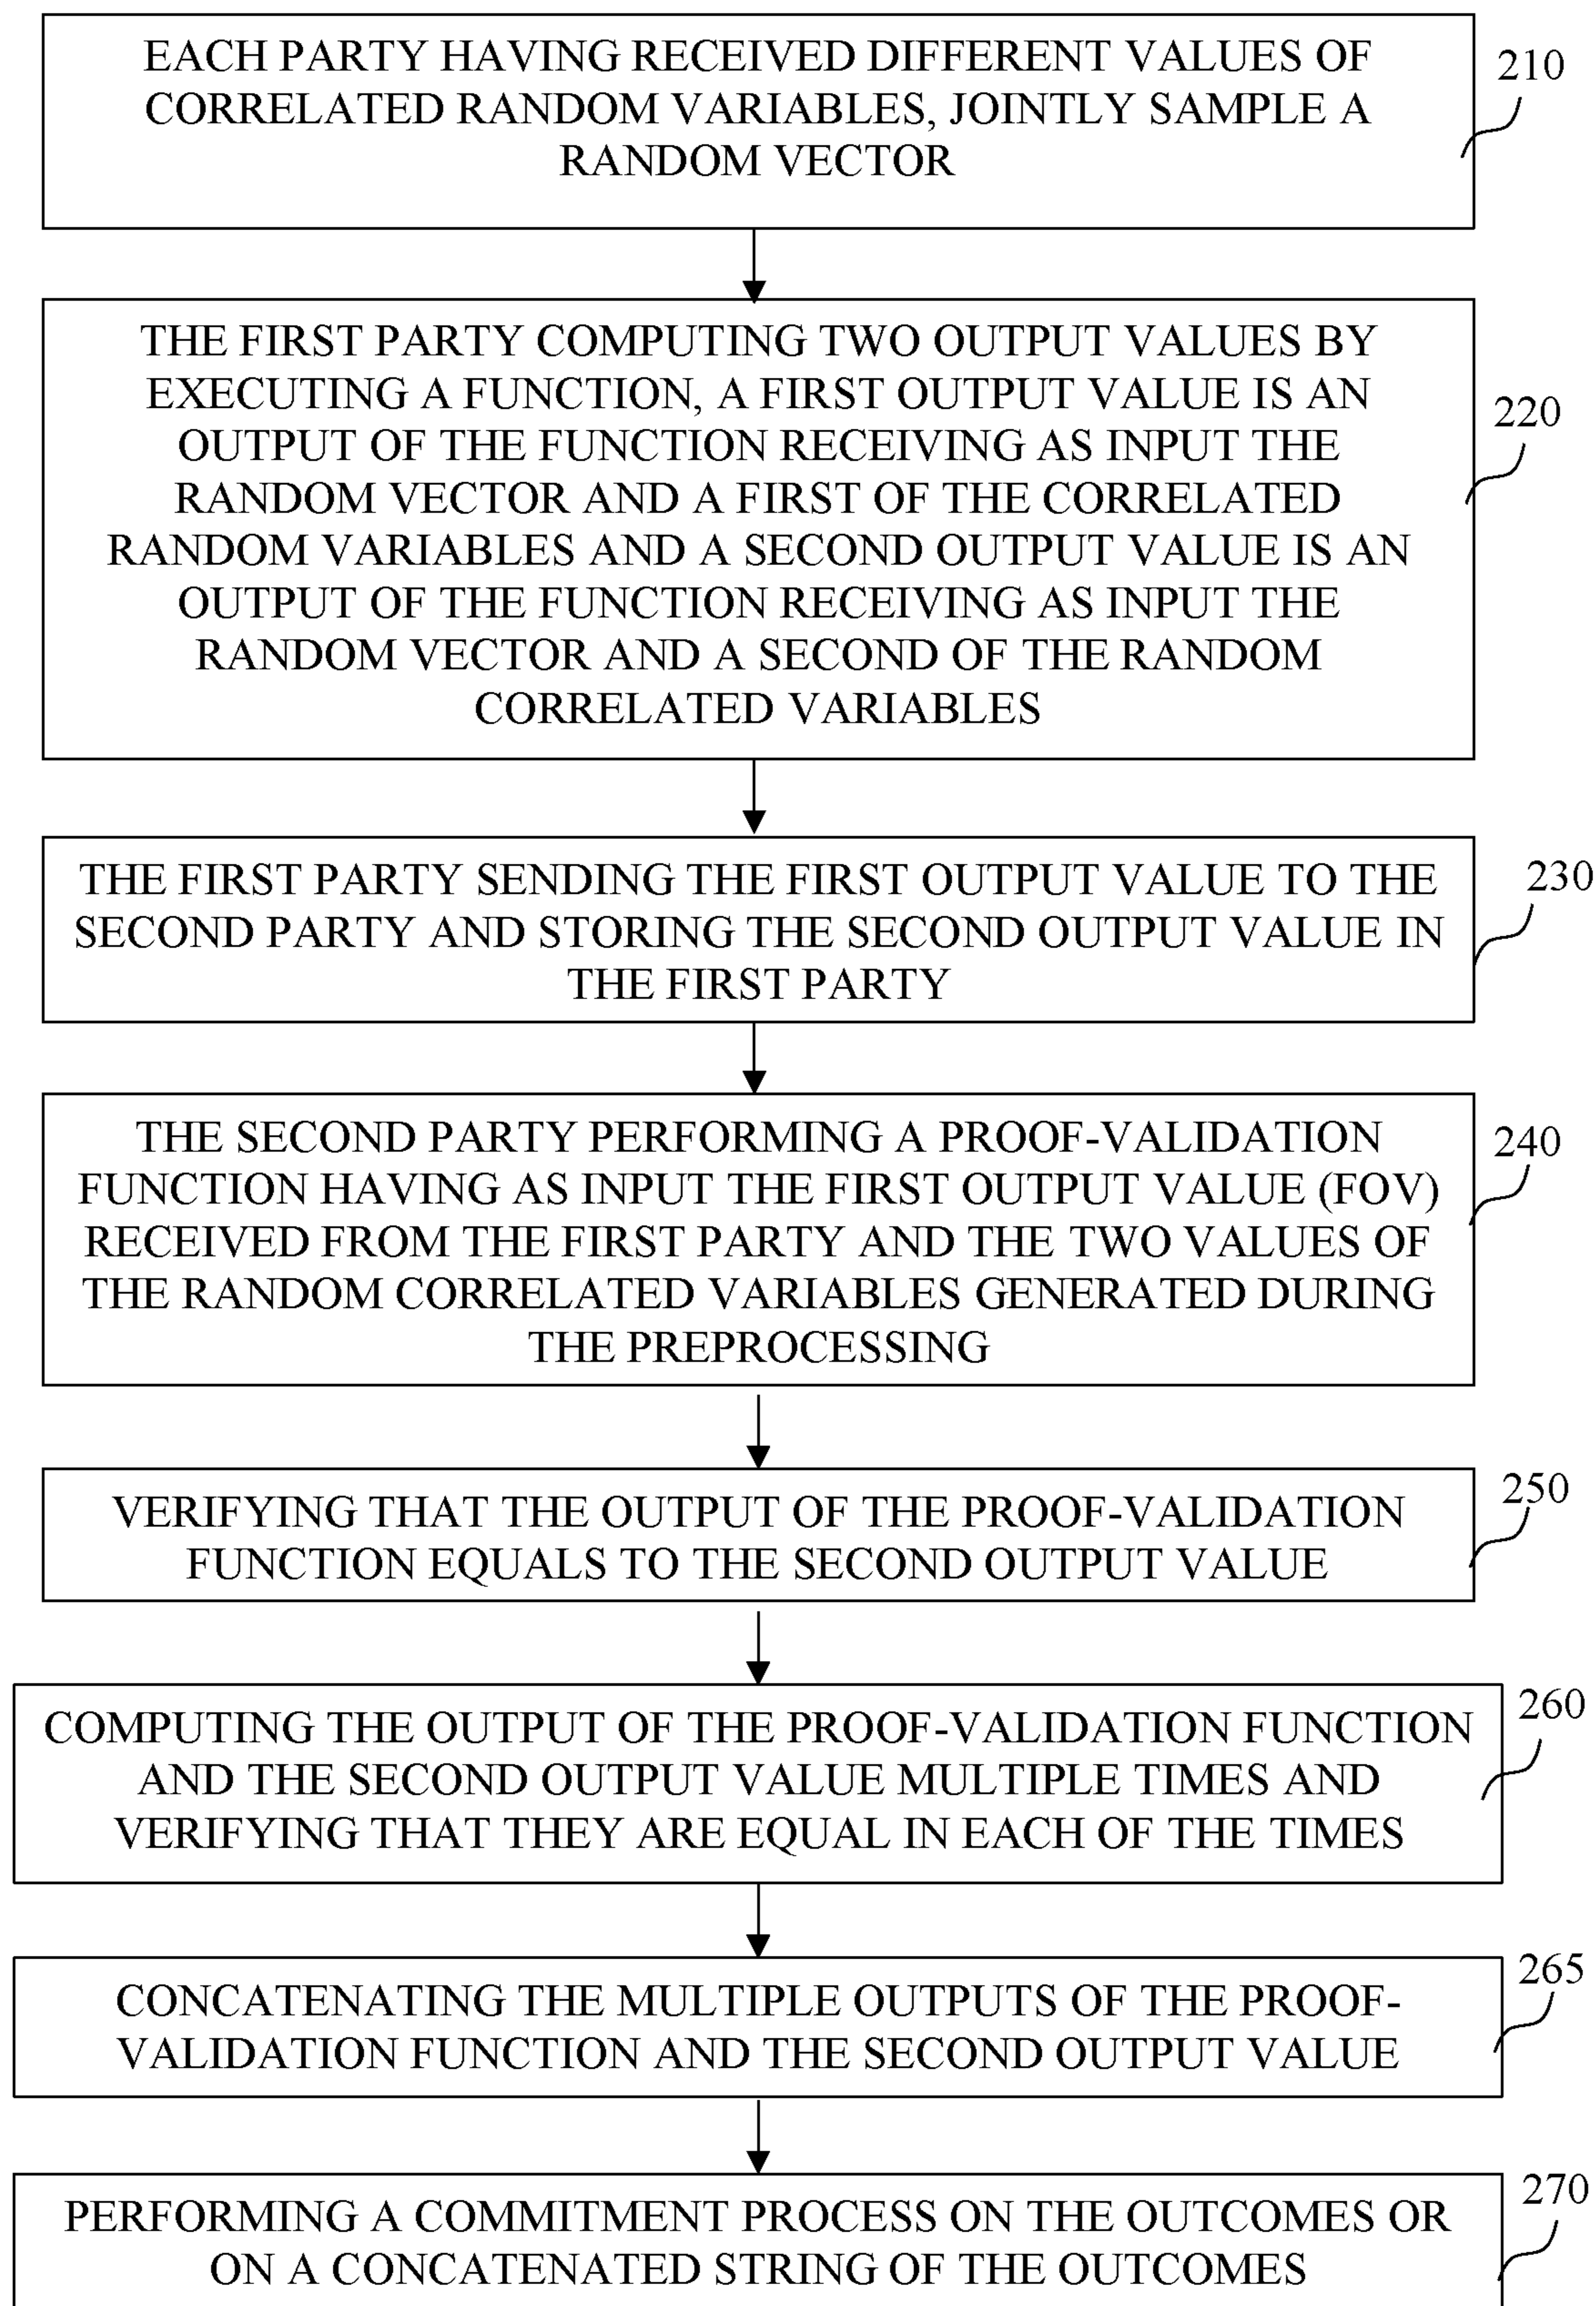 EACH PARTY HAVING RECEIVED DIFFERENT VALUES OF
CORRELATED RANDOM VARIABLES, JOINTLY SAMPLE A
RANDOM VECTOR
210
THE FIRST PARTY COMPUTING TWO OUTPUT VALUES BY
EXECUTING A FUNCTION, A FIRST OUTPUT VALUE IS AN
OUTPUT OF THE FUNCTION RECEIVING AS INPUT THE
RANDOM VECTOR AND A FIRST OF THE CORRELATED
RANDOM VARIABLES AND A SECOND OUTPUT VALUE IS AN
OUTPUT OF THE FUNCTION RECEIVING AS INPUT THE
RANDOM VECTOR AND A SECOND OF THE RANDOM
CORRELATED VARIABLES
220
THE FIRST PARTY SENDING THE FIRST OUTPUT VALUE TO THE
SECOND PARTY AND STORING THE SECOND OUTPUT VALUE IN
THE FIRST PARTY
230
THE SECOND PARTY PERFORMING A PROOF-VALIDATION
FUNCTION HAVING AS INPUT THE FIRST OUTPUT VALUE (FOV)
RECEIVED FROM THE FIRST PARTY AND THE TWO VALUES OF
THE RANDOM CORRELATED VARIABLES GENERATED DURING
THE PREPROCESSING
240
VERIFYING THAT THE OUTPUT OF THE PROOF-VALIDATION
FUNCTION EQUALS TO THE SECOND OUTPUT VALUE
250
COMPUTING THE OUTPUT OF THE PROOF-VALIDATION FUNCTION
AND THE SECOND OUTPUT VALUE MULTIPLE TIMES AND
VERIFYING THAT THEY ARE EQUAL IN EACH OF THE TIMES
260
CONCATENATING THE MULTIPLE OUTPUTS OF THE PROOF-
VALIDATION FUNCTION AND THE SECOND OUTPUT VALUE
265
PERFORMING A COMMITMENT PROCESS ON THE OUTCOMES OR
ON A CONCATENATED STRING OF THE OUTCOMES
270